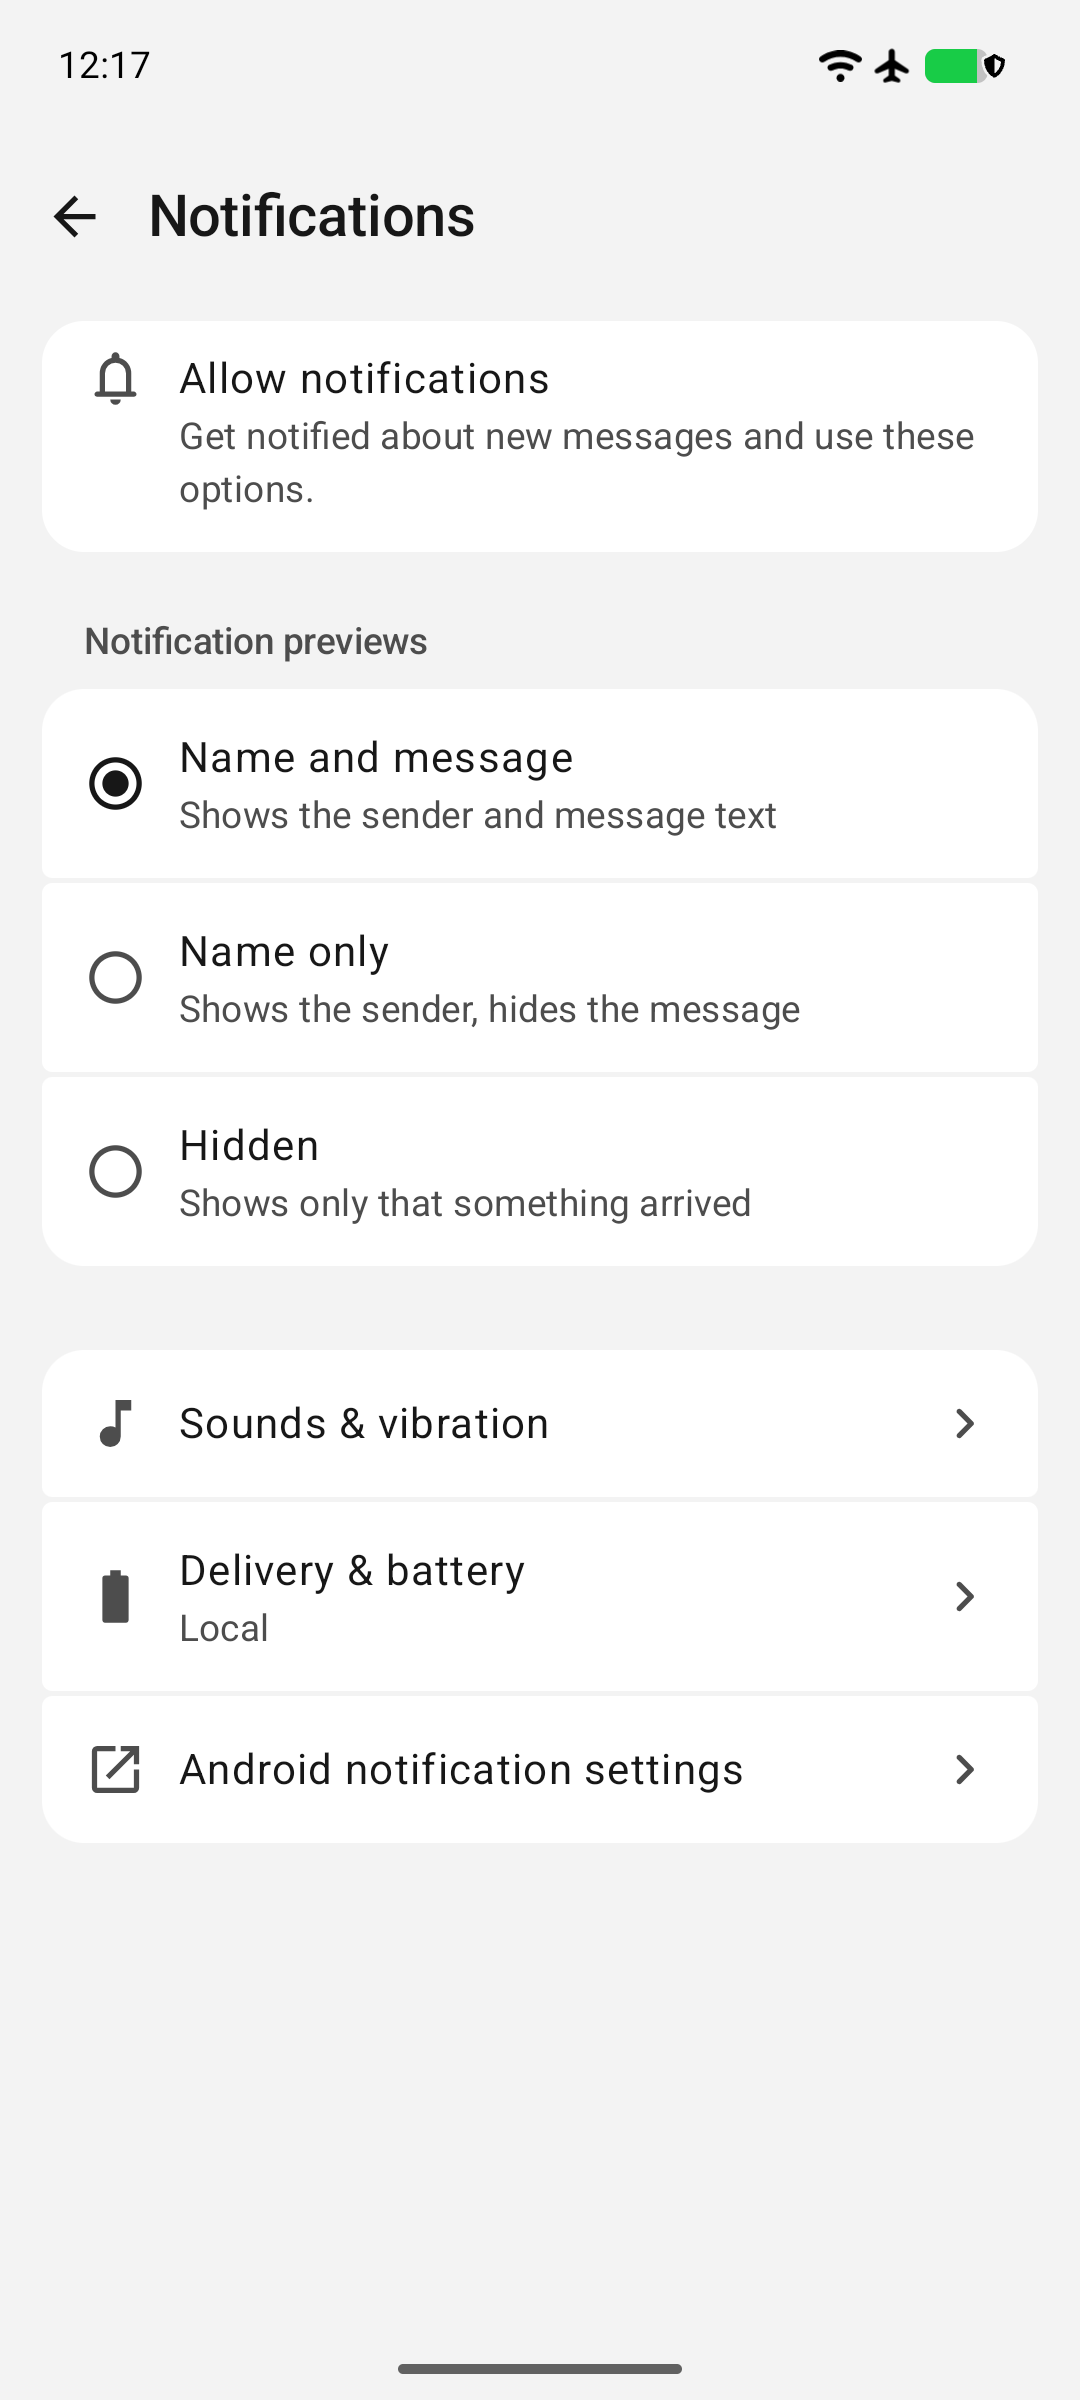 12:17
Notifications
Allow notifications
Get notified about new messages and use these
options.
Notification previews
Name and message
Shows the sender and message text
Name only
Shows the sender, hides the message
Hidden
Shows only that something arrived
Sounds & vibration
Delivery & battery
Local
Android notification settings